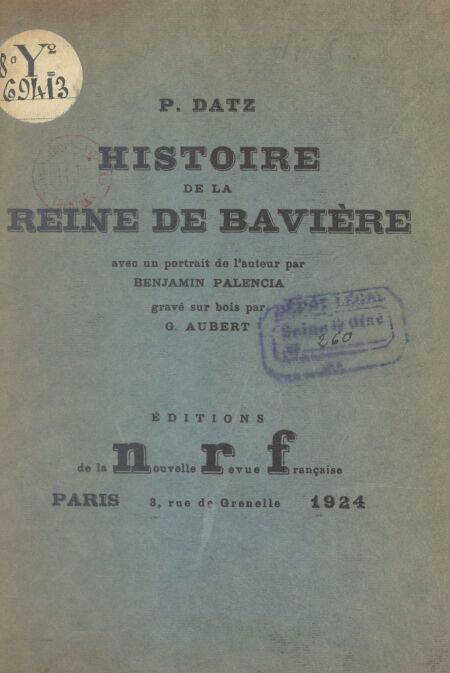 8° Y²
69413
P. DATZ
HISTOIRE
DE LA
REINE DE BAVIÈRE
avec un portrait de l'auteur par
BENJAMIN PALENCIA
gravé sur bois par
G. AUBERT
DÉPÔT LÉGAL
Seine & Oise
260
ÉDITIONS
de la nouvelle revue française
PARIS 3, rue de Grenelle 1924